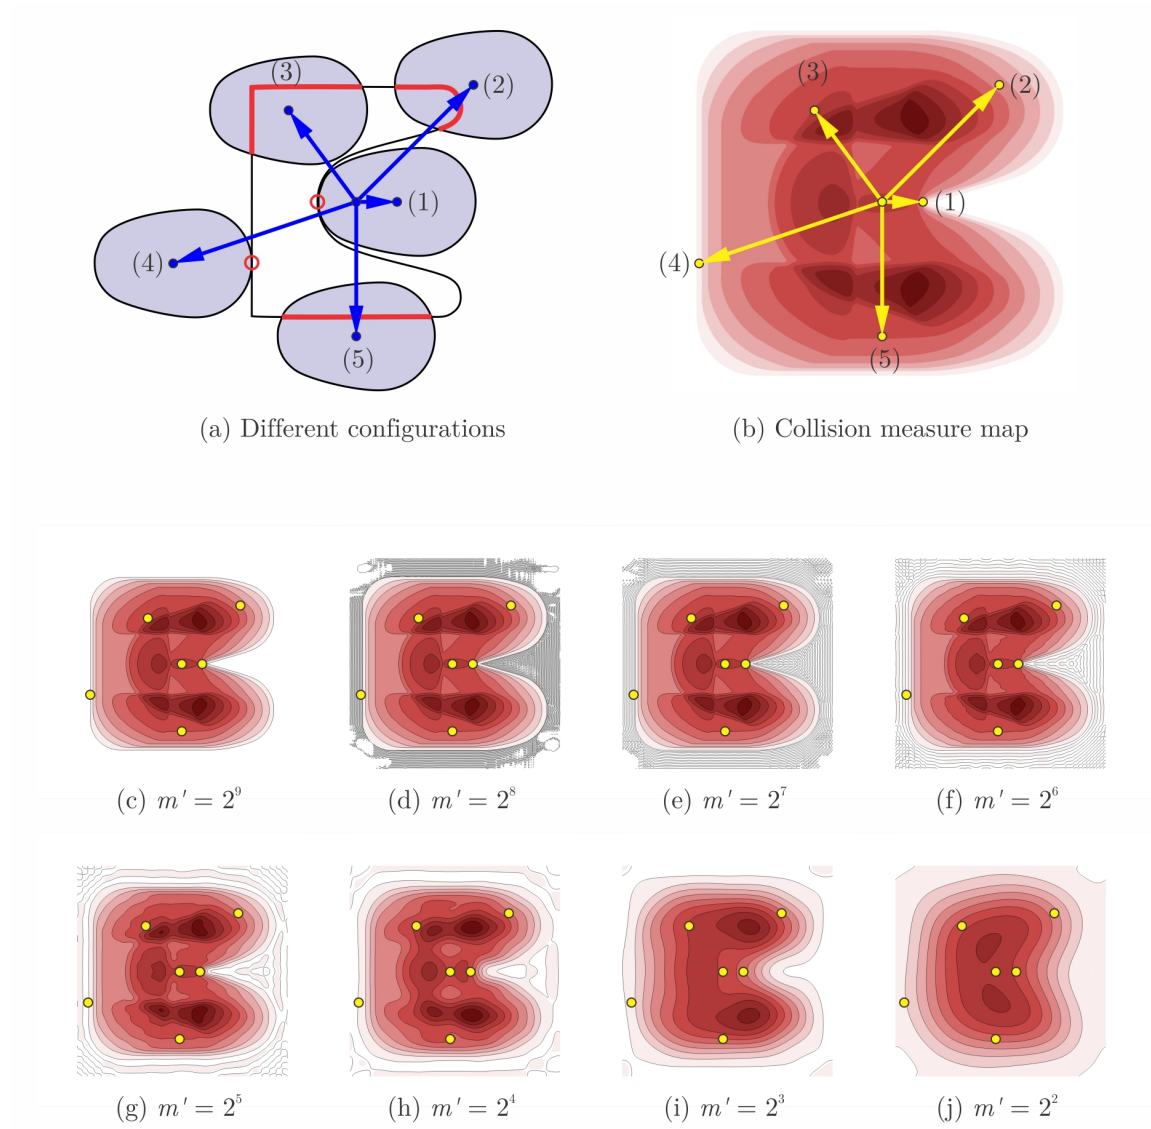 (3)
(2)
(1)
(4)
(5)
(a) Different configurations
(3)
(2)
(1)
(4)
(5)
(b) Collision measure map
(c) m′ = 2⁹
(d) m′ = 2⁸
(e) m′ = 2⁷
(f) m′ = 2⁶
(g) m′ = 2⁵
(h) m′ = 2⁴
(i) m′ = 2³
(j) m′ = 2²